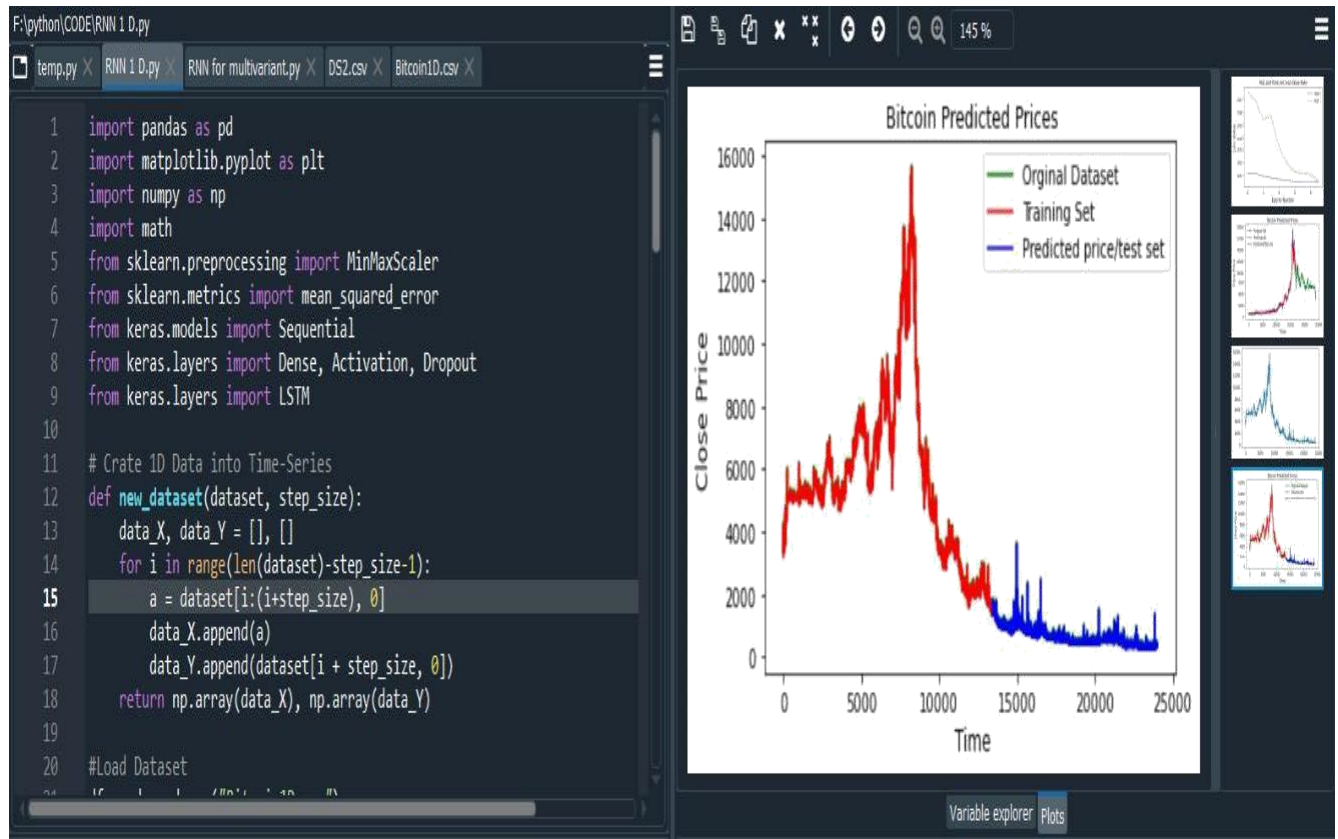 F:\python\CODE\RNN 1 D.py
temp.py
RNN 1 D.py
RNN for multivariant.py
DS2.csv
Bitcoin1D.csv
1 import pandas as pd
2 import matplotlib.pyplot as plt
3 import numpy as np
4 import math
5 from sklearn.preprocessing import MinMaxScaler
6 from sklearn.metrics import mean_squared_error
7 from keras.models import Sequential
8 from keras.layers import Dense, Activation, Dropout
9 from keras.layers import LSTM
10
11 # Crate 1D Data into Time-Series
12 def new_dataset(dataset, step_size):
13 data_X, data_Y = [], []
14 for i in range(len(dataset)-step_size-1):
15 a = dataset[i:(i+step_size), 0]
16 data_X.append(a)
17 data_Y.append(dataset[i + step_size, 0])
18 return np.array(data_X), np.array(data_Y)
19
20 #Load Dataset
145 %
Bitcoin Predicted Prices
Orginal Dataset
Training Set
Predicted price/test set
16000
14000
12000
10000
8000
6000
4000
2000
0
Close Price
0 5000 10000 15000 20000 25000
Time
Variable explorer Plots